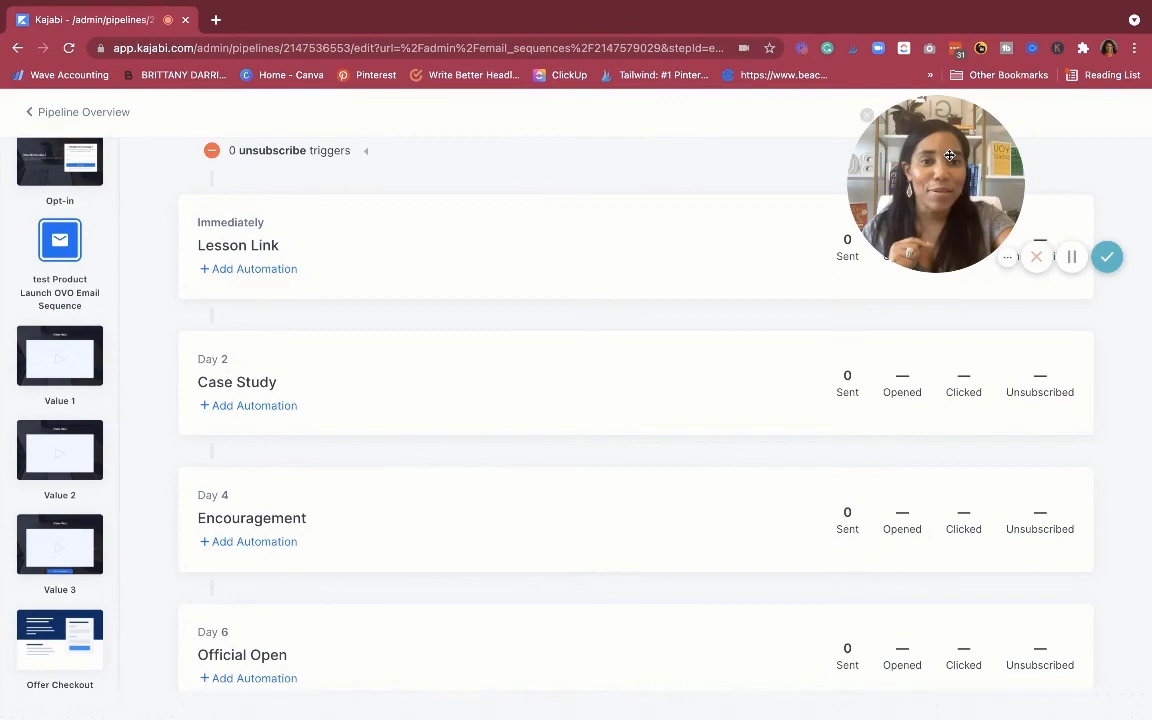 Kajabi - /admin/pipelines/2
app.kajabi.com/admin/pipelines/2147536553/edit?url=%2Fadmin%2Femail_sequences%2F2147579029&stepId=e...
31
Wave Accounting
BRITTANY DARRI...
Home - Canva
Pinterest
Write Better Headl...
ClickUp
Tailwind: #1 Pinter...
https://www.beac...
»
Other Bookmarks
Reading List
Pipeline Overview
0 unsubscribe triggers
Opt-in
test Product
Launch OVO Email
Sequence
Value 1
Value 2
Value 3
Offer Checkout
Immediately
Lesson Link
+ Add Automation
0
Sent
Day 2
Case Study
+ Add Automation
0 — — —
Sent Opened Clicked Unsubscribed
Day 4
Encouragement
+ Add Automation
0 — — —
Sent Opened Clicked Unsubscribed
Day 6
Official Open
+ Add Automation
0 — — —
Sent Opened Clicked Unsubscribed